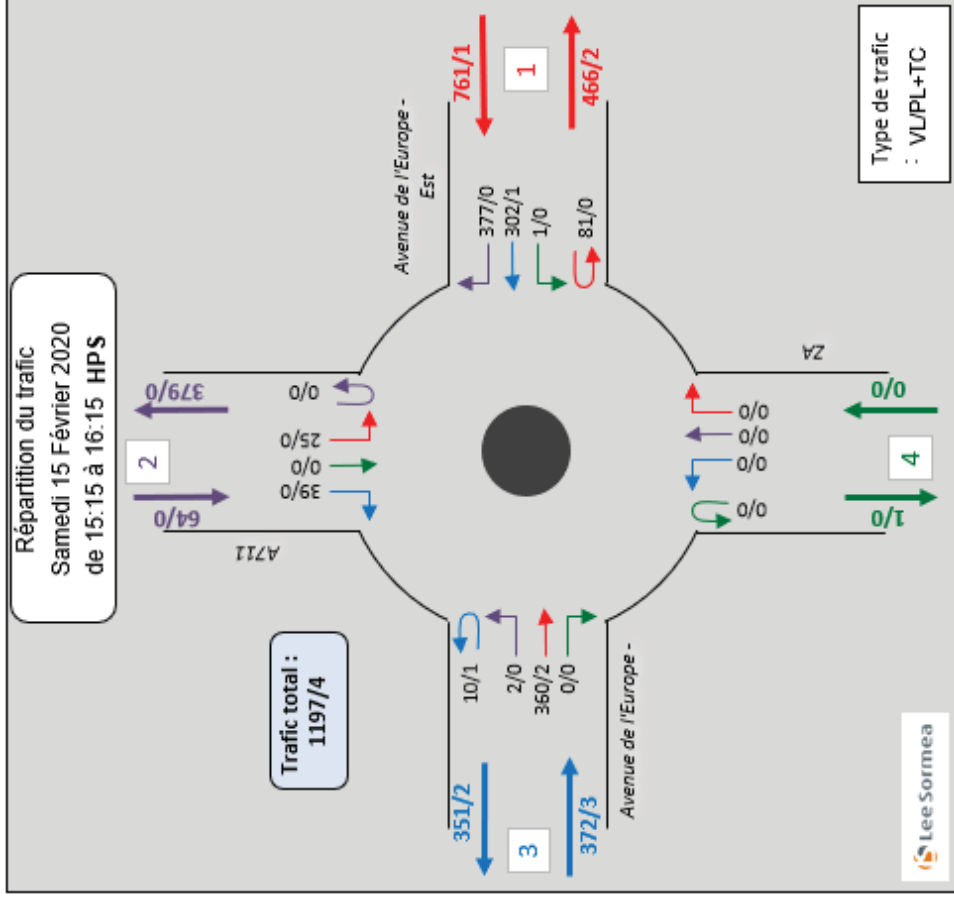 Répartition du trafic
Samedi 15 Février 2020
de 15:15 à 16:15 HPS
Trafic total :
1197/4
A711
64/0
2
379/0
39/0
0/0
25/0
0/0
Avenue de l'Europe -
Est
761/1
1
466/2
377/0
302/1
1/0
81/0
351/2
3
372/3
10/1
2/0
360/2
0/0
Avenue de l'Europe -
ZA
0/0
0/0
0/0
0/0
1/0
4
0/0
Type de trafic
: VL/PL+TC
Lee Sormea